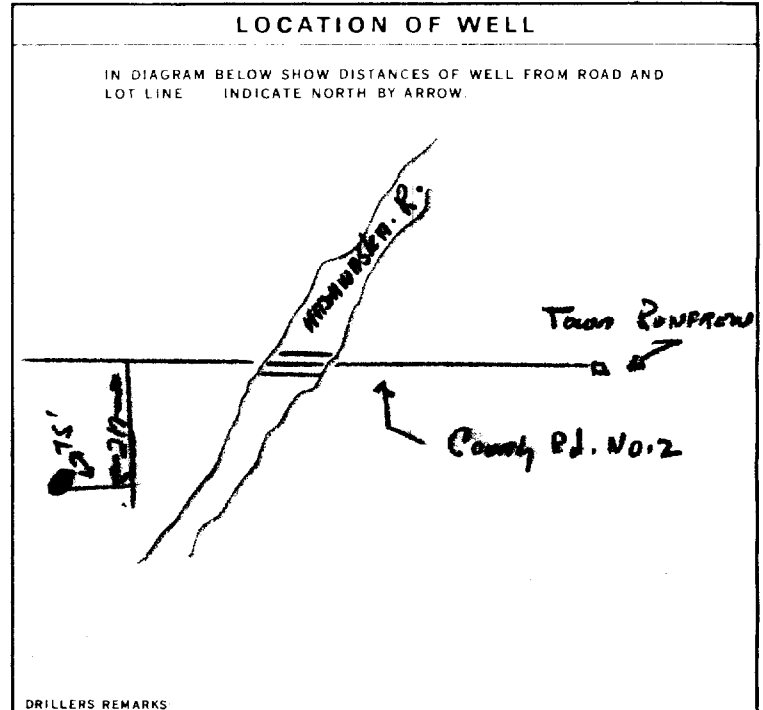 LOCATION OF WELL
IN DIAGRAM BELOW SHOW DISTANCES OF WELL FROM ROAD AND
LOT LINE INDICATE NORTH BY ARROW.
MADAWASKA. R.
Town RENFREW
75'
County Rd. No. 2
DRILLERS REMARKS